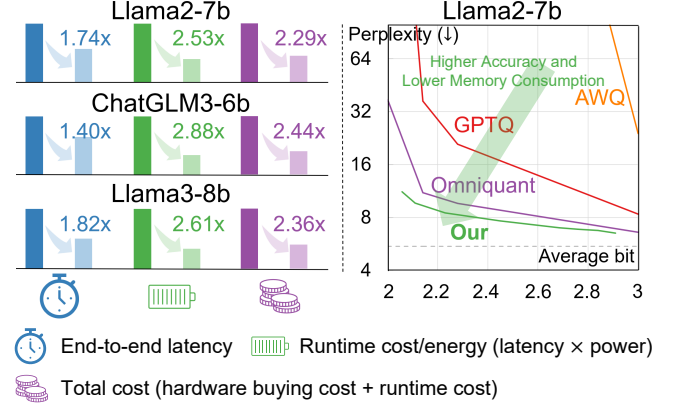 Llama2-7b
1.74x
2.53x
2.29x
ChatGLM3-6b
1.40x
2.88x
2.44x
Llama3-8b
1.82x
2.61x
2.36x
Llama2-7b
Perplexity (↓)
64
32
16
8
4
Higher Accuracy and
Lower Memory Consumption
AWQ
GPTQ
Omniquant
Our
Average bit
2 2.2 2.4 2.6 2.8 3
End-to-end latency
Runtime cost/energy (latency × power)
Total cost (hardware buying cost + runtime cost)